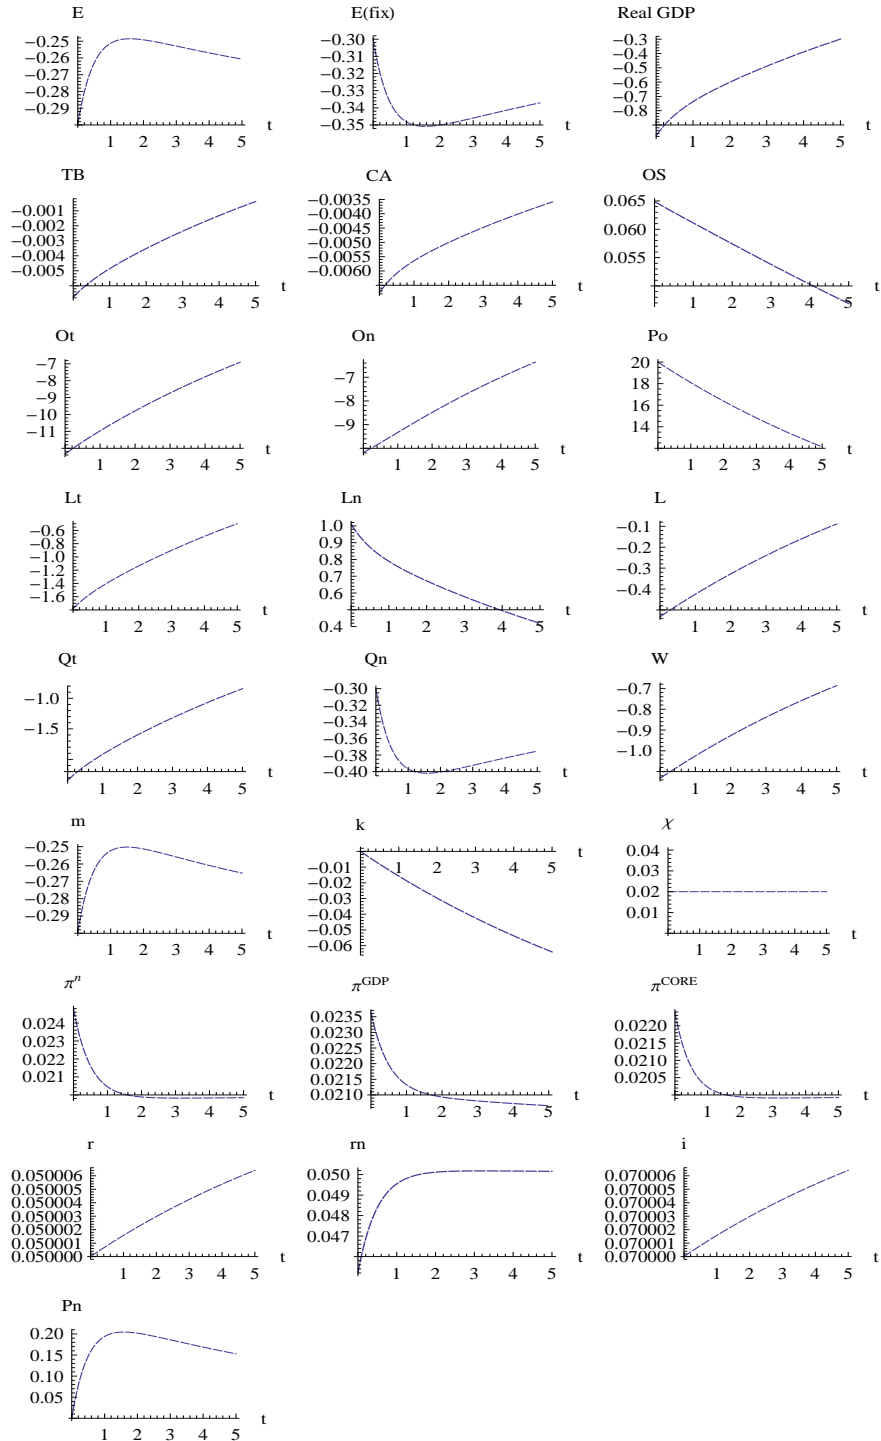 E E(fix) Real GDP
−0.25 −0.30 −0.3
−0.26 −0.31 −0.4
−0.27 −0.32 −0.5
−0.28 −0.33 −0.6
−0.29 −0.34 −0.7
−0.35 −0.8
1 2 3 4 5 t 1 2 3 4 5 t 1 2 3 4 5 t
TB CA OS
−0.001 −0.0035 0.065
−0.002 −0.0040 0.055
−0.003 −0.0045
−0.004 −0.0050
−0.005 −0.0055
−0.0060
1 2 3 4 5 t 1 2 3 4 5 t 1 2 3 4 5 t
Ot On Po
−7 −7 20
−8 −8 18
−9 −9 16
−10 14
−11
1 2 3 4 5 t 1 2 3 4 5 t 1 2 3 4 5 t
Lt Ln L
−0.6 1.0 −0.1
−0.8 0.9 −0.2
−1.0 0.8 −0.3
−1.2 0.7 −0.4
−1.4 0.6
−1.6 0.4
1 2 3 4 5 t 1 2 3 4 5 t 1 2 3 4 5 t
Qt Qn W
−1.0 −0.30 −0.7
−1.5 −0.32 −0.8
−0.34 −0.9
−0.36 −1.0
−0.38
−0.40
1 2 3 4 5 t 1 2 3 4 5 t 1 2 3 4 5 t
m k χ
−0.25 −0.01 0.04
−0.26 −0.02 0.03
−0.27 −0.03 0.02
−0.28 −0.04 0.01
−0.29 −0.06
1 2 3 4 5 t 1 2 3 4 5 t 1 2 3 4 5 t
πⁿ π^GDP π^CORE
0.024 0.0235 0.0220
0.023 0.0230 0.0215
0.022 0.0225 0.0210
0.021 0.0220 0.0205
0.0210
1 2 3 4 5 t 1 2 3 4 5 t 1 2 3 4 5 t
r rn i
0.050006 0.050 0.070006
0.050005 0.049 0.070005
0.050004 0.048 0.070004
0.050003 0.047 0.070003
0.050002 0.070002
0.050001 0.070001
0.050000 0.070000
1 2 3 4 5 t 1 2 3 4 5 t 1 2 3 4 5 t
Pn
0.20
0.15
0.10
0.05
1 2 3 4 5 t